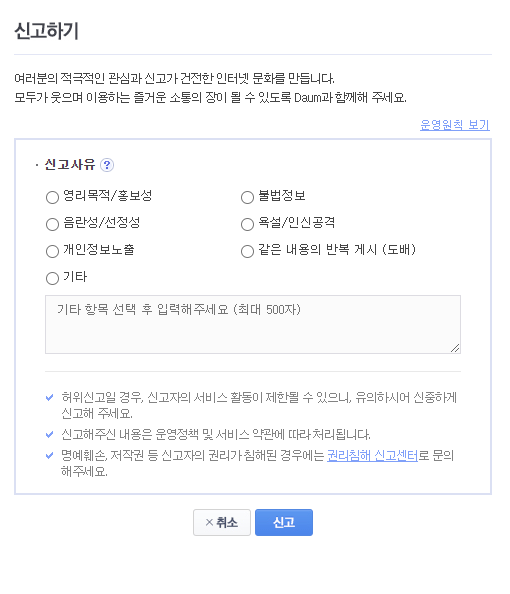 신고하기
여러분의 적극적인 관심과 신고가 건전한 인터넷 문화를 만듭니다.
모두가 웃으며 이용하는 즐거운 소통의 장이 될 수 있도록 Daum과 함께해 주세요.
운영원칙 보기
· 신고사유 ?
영리목적/홍보성
불법정보
음란성/선정성
욕설/인신공격
개인정보노출
같은 내용의 반복 게시 (도배)
기타
기타 항목 선택 후 입력해주세요 (최대 500자)
허위신고일 경우, 신고자의 서비스 활동이 제한될 수 있으니, 유의하시어 신중하게
신고해 주세요.
신고해주신 내용은 운영정책 및 서비스 약관에 따라 처리됩니다.
명예훼손, 저작권 등 신고자의 권리가 침해된 경우에는 권리침해 신고센터로 문의
해주세요.
× 취소
신고